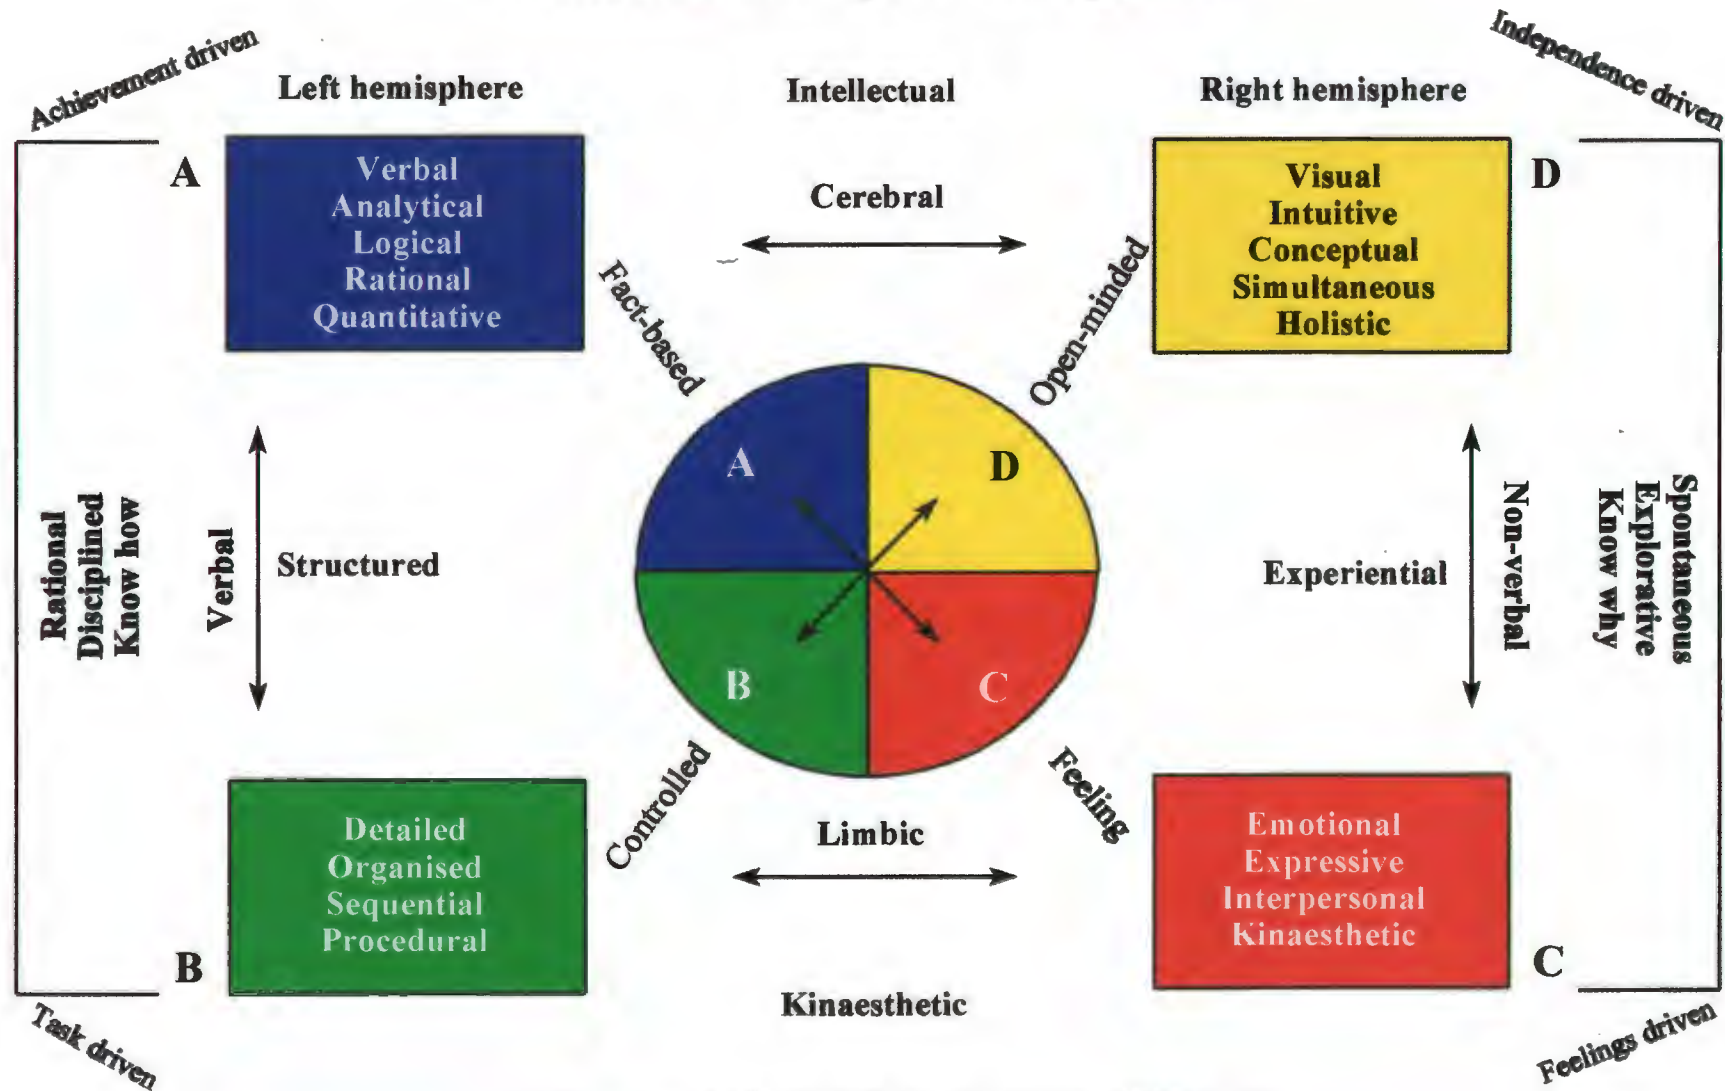 Achievement driven
Independence driven
Left hemisphere
Intellectual
Right hemisphere
A
Verbal
Analytical
Logical
Rational
Quantitative
Cerebral
Visual
Intuitive
Conceptual
Simultaneous
Holistic
D
Fact-based
Open-minded
A
D
B
C
Rational
Disciplined
Know how
Verbal
Structured
Experiential
Non-verbal
Spontaneous
Explorative
Know why
Controlled
Feeling
Detailed
Organised
Sequential
Procedural
B
Limbic
Emotional
Expressive
Interpersonal
Kinaesthetic
C
Kinaesthetic
Task driven
Feelings driven